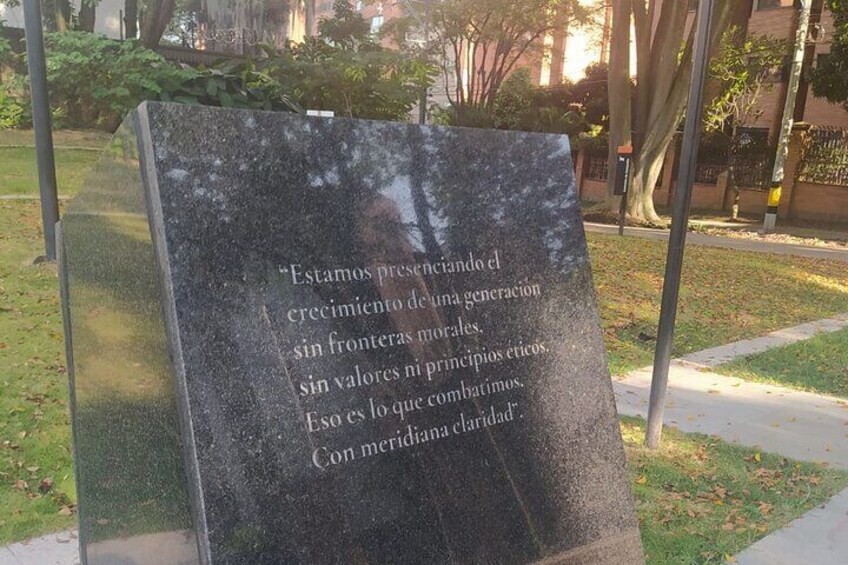 “Estamos presenciando el
crecimiento de una generación
sin fronteras morales,
sin valores ni principios éticos.
Eso es lo que combatimos.
Con meridiana claridad”.